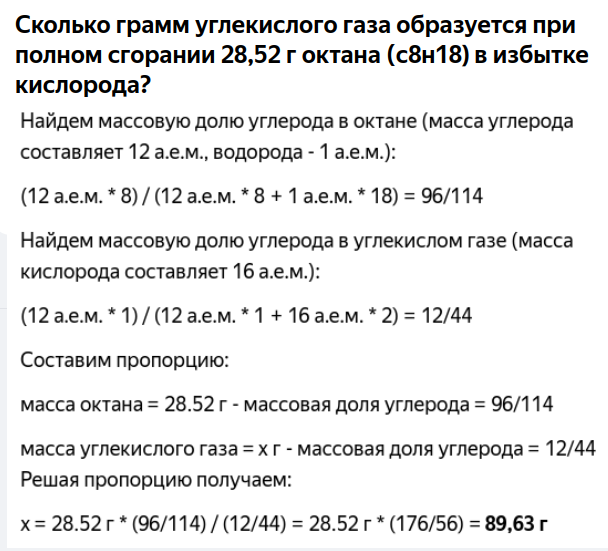 Сколько грамм углекислого газа образуется при
полном сгорании 28,52 г октана (с8н18) в избытке
кислорода?
Найдем массовую долю углерода в октане (масса углерода
составляет 12 а.е.м., водорода - 1 а.е.м.):
(12 а.е.м. * 8) / (12 а.е.м. * 8 + 1 а.е.м. * 18) = 96/114
Найдем массовую долю углерода в углекислом газе (масса
кислорода составляет 16 а.е.м.):
(12 а.е.м. * 1) / (12 а.е.м. * 1 + 16 а.е.м. * 2) = 12/44
Составим пропорцию:
масса октана = 28.52 г - массовая доля углерода = 96/114
масса углекислого газа = х г - массовая доля углерода = 12/44
Решая пропорцию получаем:
х = 28.52 г * (96/114) / (12/44) = 28.52 г * (176/56) = 89,63 г